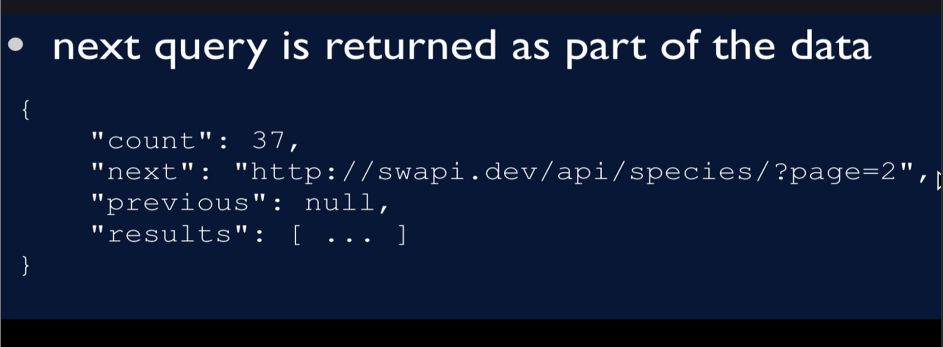 • next query is returned as part of the data
{
"count": 37,
"next": "http://swapi.dev/api/species/?page=2",
"previous": null,
"results": [ ... ]
}